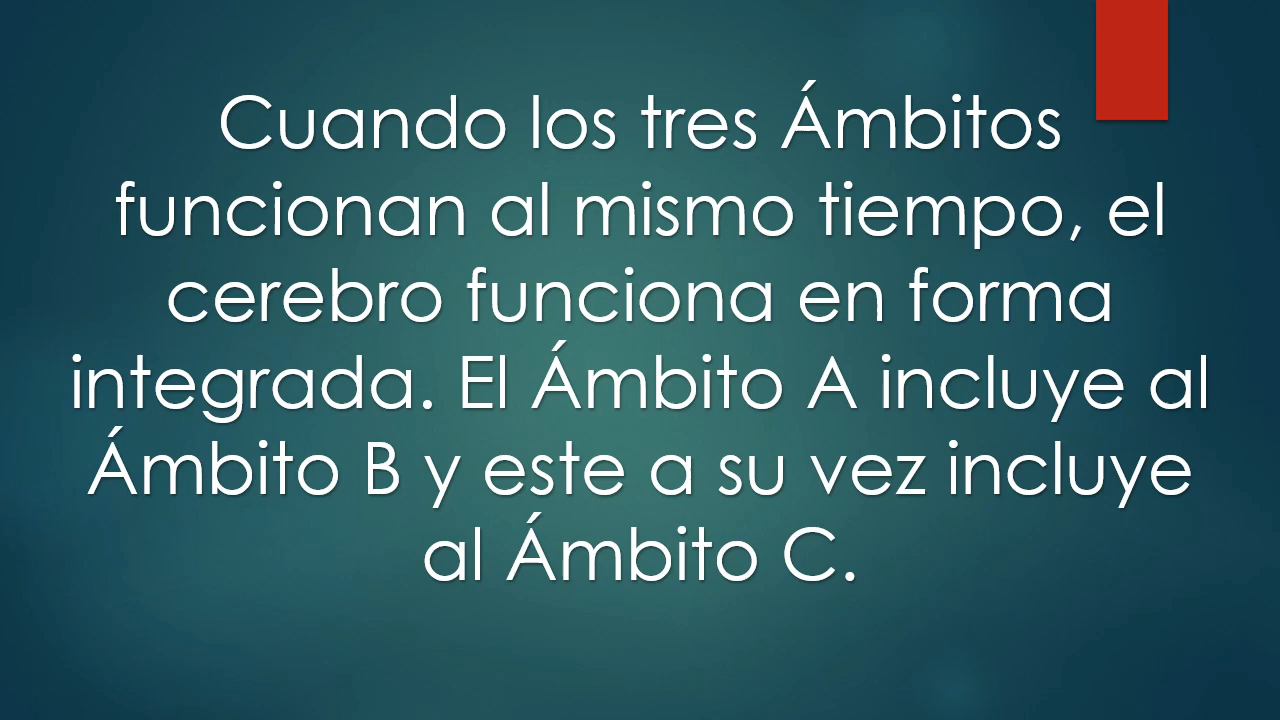 Cuando los tres Ámbitos
funcionan al mismo tiempo, el
cerebro funciona en forma
integrada. El Ámbito A incluye al
Ámbito B y este a su vez incluye
al Ámbito C.